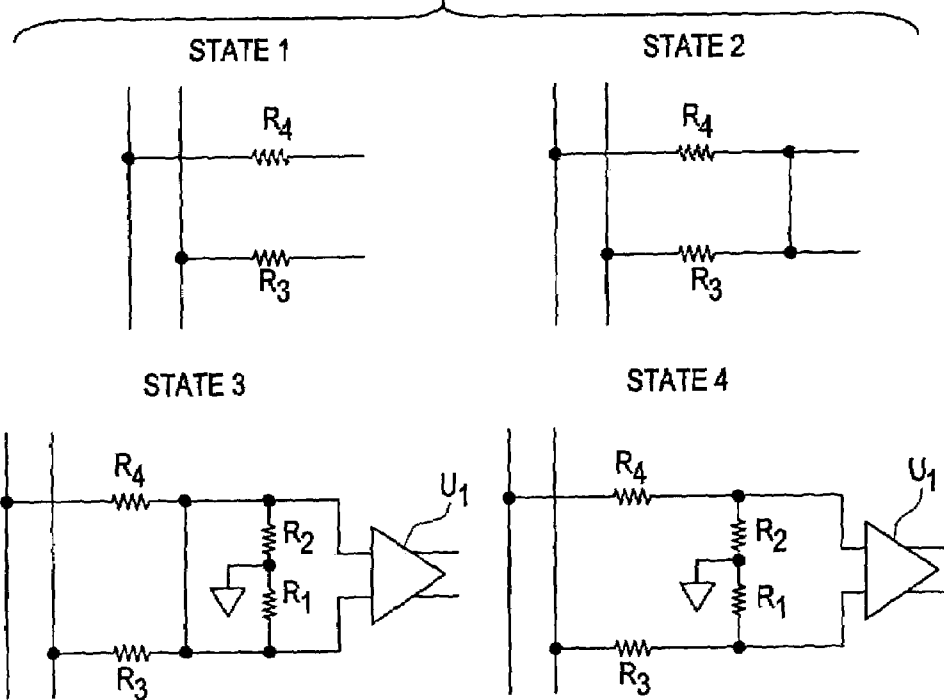 STATE 1
STATE 2
R4
R3
R4
R3
STATE 3
STATE 4
R4
R2
R1
R3
U1
R4
R2
R1
R3
U1